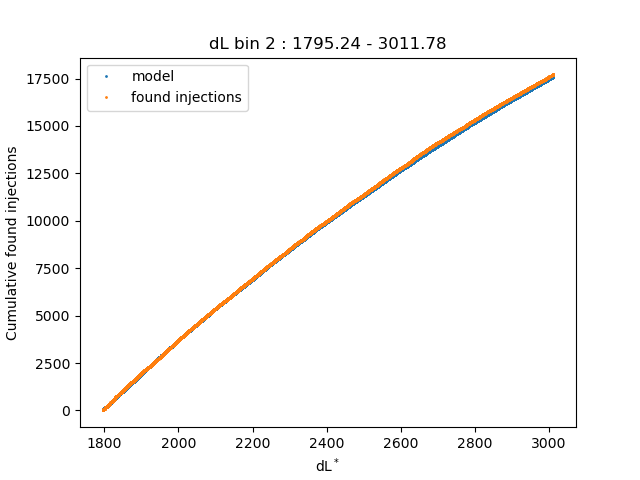 dL bin 2 : 1795.24 - 3011.78
model
found injections
17500
15000
12500
10000
7500
5000
2500
0
Cumulative found injections
1800 2000 2200 2400 2600 2800 3000
dL*